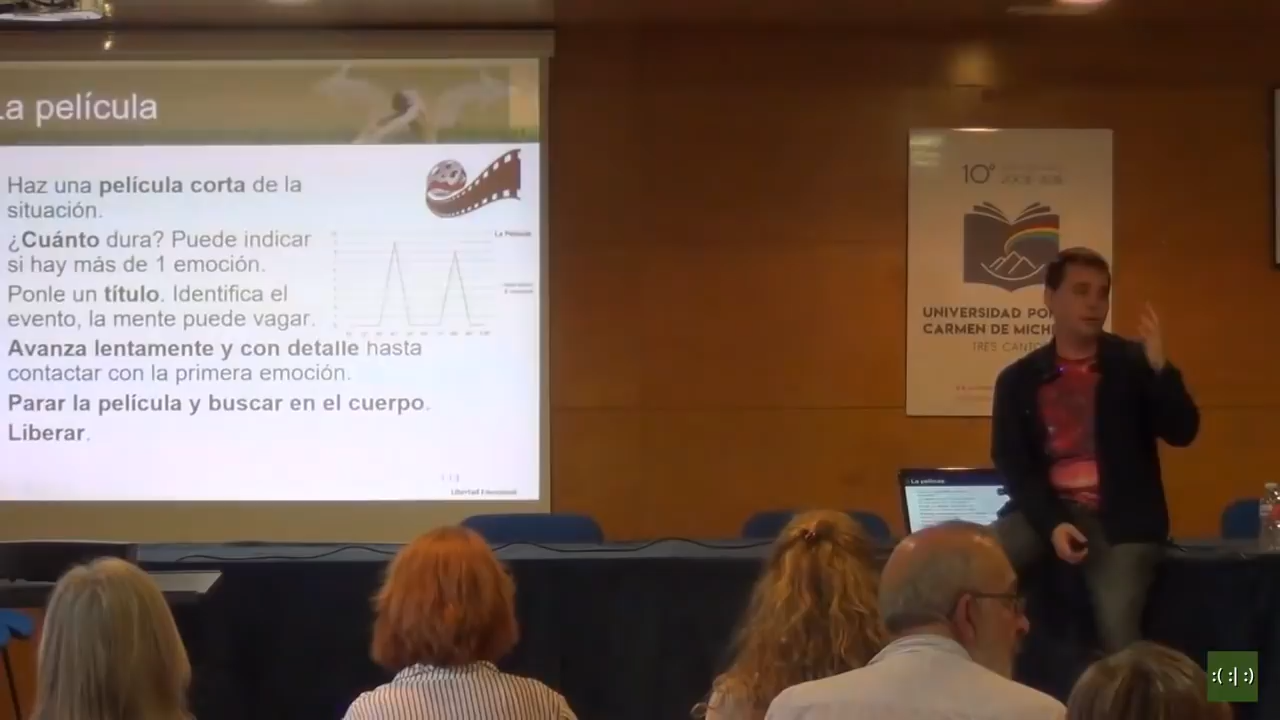 La película
Haz una película corta de la
situación.
¿Cuánto dura? Puede indicar
si hay más de 1 emoción.
Ponle un título. Identifica el
evento, la mente puede vagar.
Avanza lentamente y con detalle hasta
contactar con la primera emoción.
Parar la película y buscar en el cuerpo.
Liberar.
La Película
Libertad Emocional
10º
UNIVERSIDAD PO
CARMEN DE MICH
TRES CANTO
La película
:( :| :)